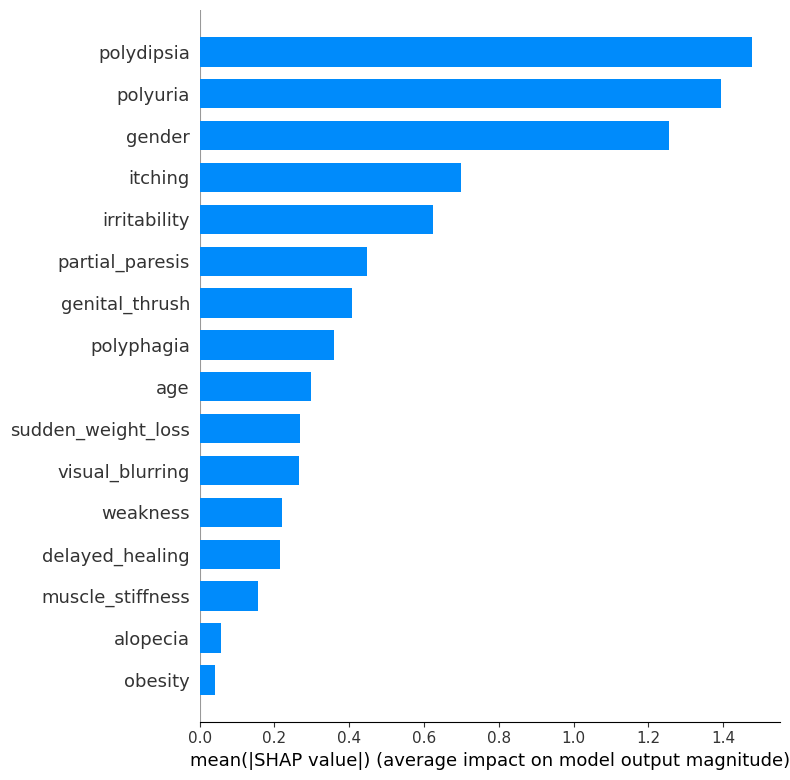 polydipsia
polyuria
gender
itching
irritability
partial_paresis
genital_thrush
polyphagia
age
sudden_weight_loss
visual_blurring
weakness
delayed_healing
muscle_stiffness
alopecia
obesity
0.0 0.2 0.4 0.6 0.8 1.0 1.2 1.4
mean(|SHAP value|) (average impact on model output magnitude)